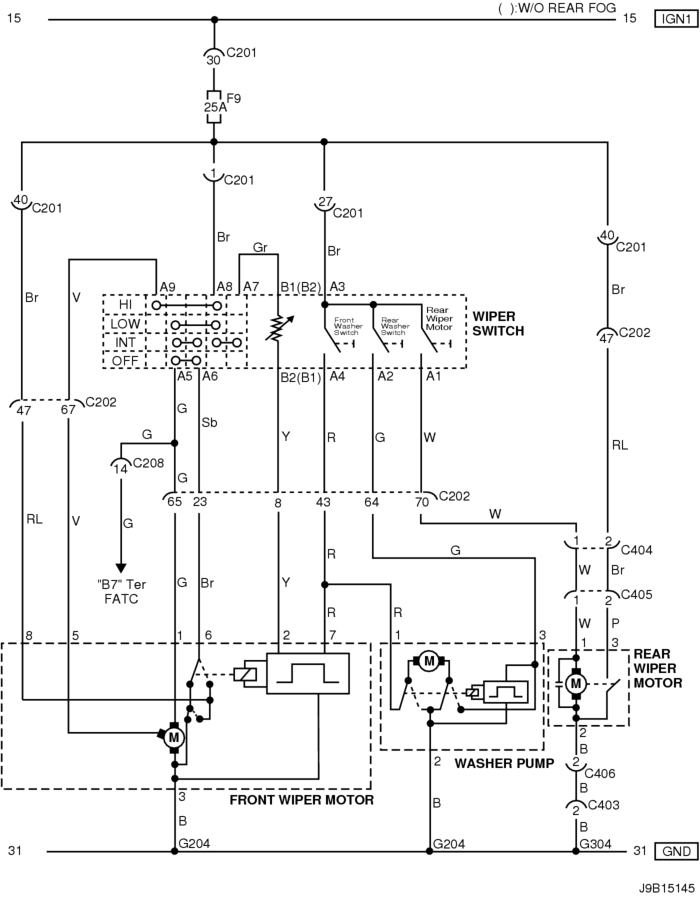 15 ( ):W/O REAR FOG 15 IGN1
30 C201
F9
25A
1 C201
40 C201
27 C201
40 C201
Br
Gr
Br
Br V
Br
A9 A8 A7 B1(B2) A3
HI
LOW
INT
OFF
Front Washer Switch
Rear Washer Switch
Rear Wiper Motor
WIPER SWITCH
47 C202
A5 A6 B2(B1) A4 A2 A1
47 67 C202
G
Sb
G
Y R G W
14 C208
G
RL
65 23 8 43 64 70 C202
W
RL V G
R
G
1 2 C404
"B7" Ter
FATC
G Br Y
W Br
1 2 C405
R R
W P
8 5 1 6 2 7
1 3
1 3
M
M
M
REAR WIPER MOTOR
2
B
2 C406
B
2 C403
B
2
WASHER PUMP
3
FRONT WIPER MOTOR
B
B
31 G204 G204 G304 31 GND
J9B15145